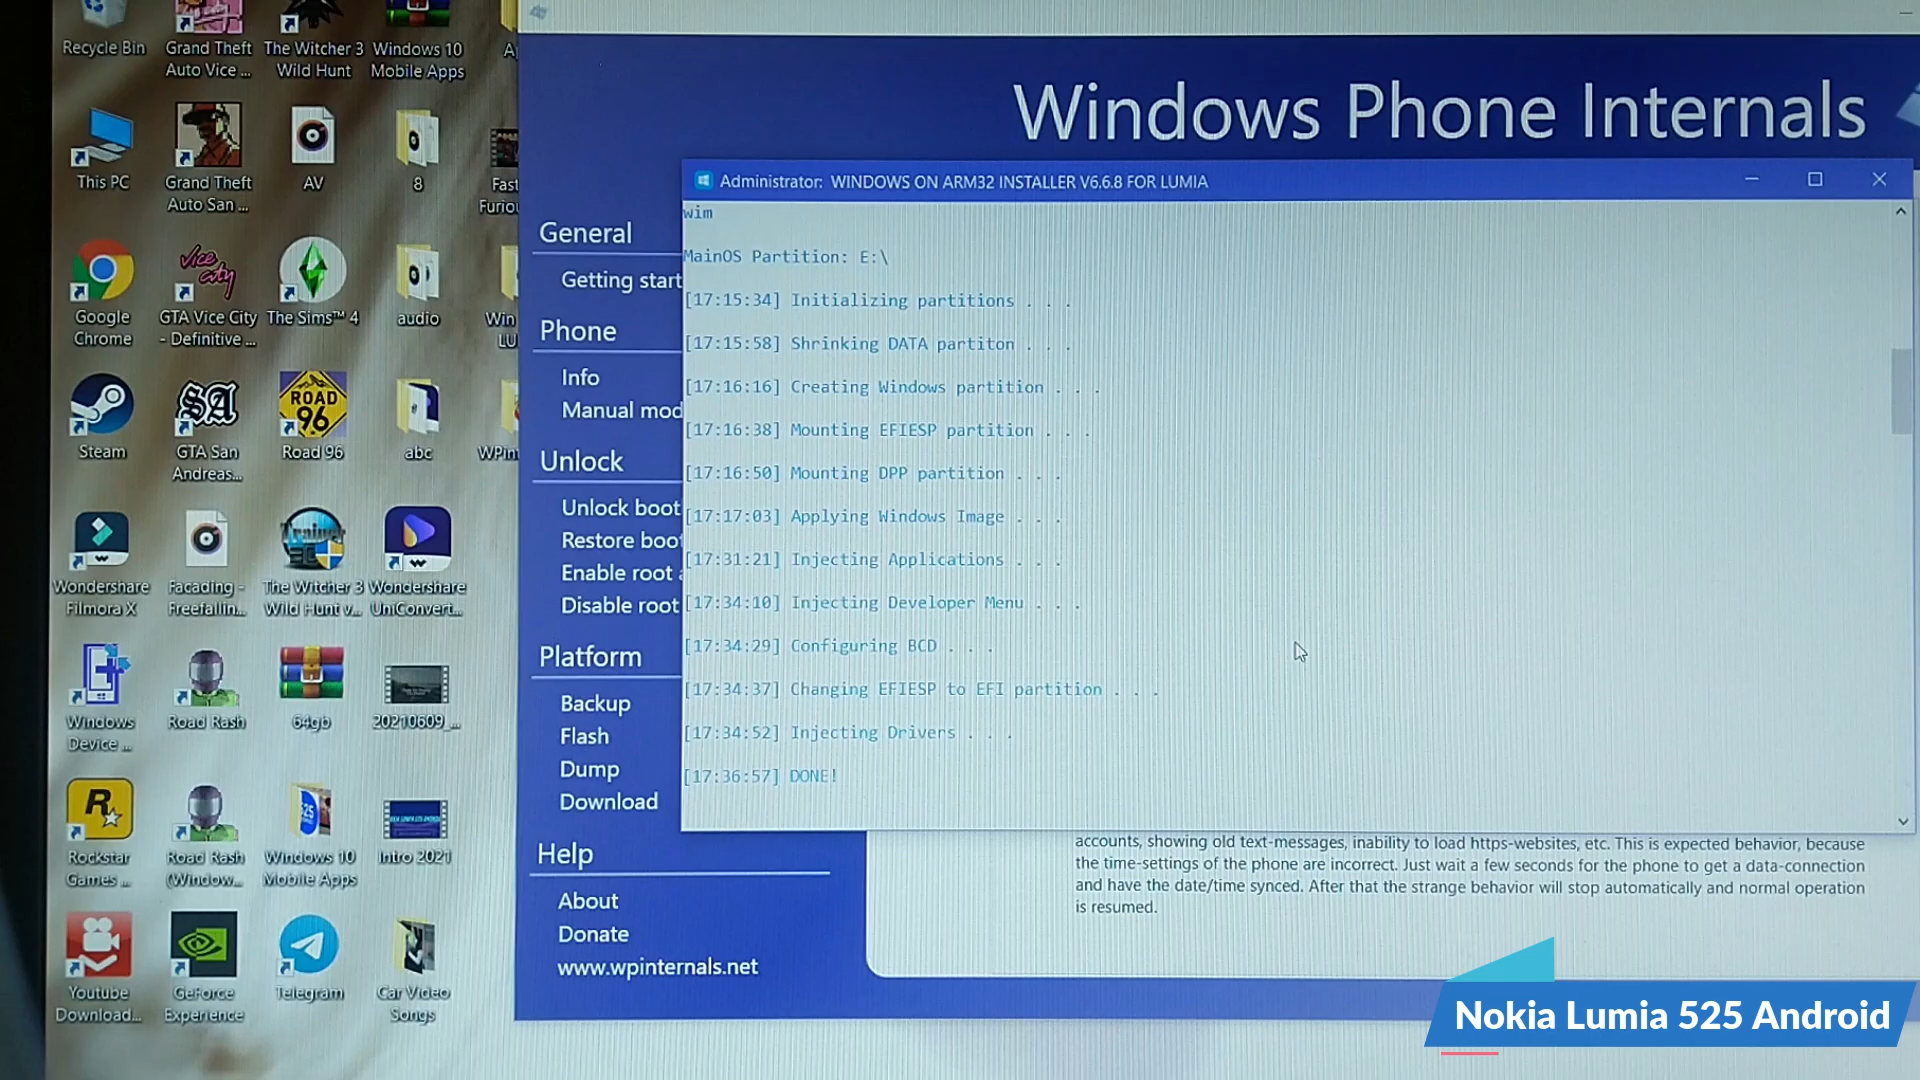 Recycle Bin
Grand Theft
Auto Vice ...
The Witcher 3
Wild Hunt
Windows 10
Mobile Apps
This PC
Grand Theft
Auto San ...
AV
8
Fast
Furiou
Google
Chrome
GTA Vice City
- Definitive ...
The Sims™ 4
audio
Win
LU
Steam
GTA San
Andreas...
ROAD
96
Road 96
abc
WPin
Wondershare
Filmora X
Facading -
Freefallin...
Trainer
The Witcher 3
Wild Hunt v...
Wondershare
UniConvert...
Windows
Device ...
Road Rash
64gb
20210609_...
Rockstar
Games ...
Road Rash
(Window...
Windows 10
Mobile Apps
Intro 2021
Youtube
Download...
GeForce
Experience
Telegram
Car Video
Songs
Windows Phone Internals
General
Getting start
Phone
Info
Manual mod
Unlock
Unlock boot
Restore boot
Enable root a
Disable root
Platform
Backup
Flash
Dump
Download
Help
About
Donate
www.wpinternals.net
Administrator: WINDOWS ON ARM32 INSTALLER V6.6.8 FOR LUMIA
wim
MainOS Partition: E:\
[17:15:34] Initializing partitions . . .
[17:15:58] Shrinking DATA partiton . . .
[17:16:16] Creating Windows partition . . .
[17:16:38] Mounting EFIESP partition . . .
[17:16:50] Mounting DPP partition . . .
[17:17:03] Applying Windows Image . . .
[17:31:21] Injecting Applications . . .
[17:34:10] Injecting Developer Menu . . .
[17:34:29] Configuring BCD . . .
[17:34:37] Changing EFIESP to EFI partition . . .
[17:34:52] Injecting Drivers . . .
[17:36:57] DONE!
accounts, showing old text-messages, inability to load https-websites, etc. This is expected behavior, because
the time-settings of the phone are incorrect. Just wait a few seconds for the phone to get a data-connection
and have the date/time synced. After that the strange behavior will stop automatically and normal operation
is resumed.
Nokia Lumia 525 Android